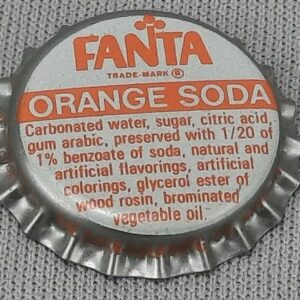 FANTA
TRADE-MARK ®
ORANGE SODA
Carbonated water, sugar, citric acid,
gum arabic, preserved with 1/20 of
1% benzoate of soda, natural and
artificial flavorings, artificial
colorings, glycerol ester of
wood rosin, brominated
vegetable oil.